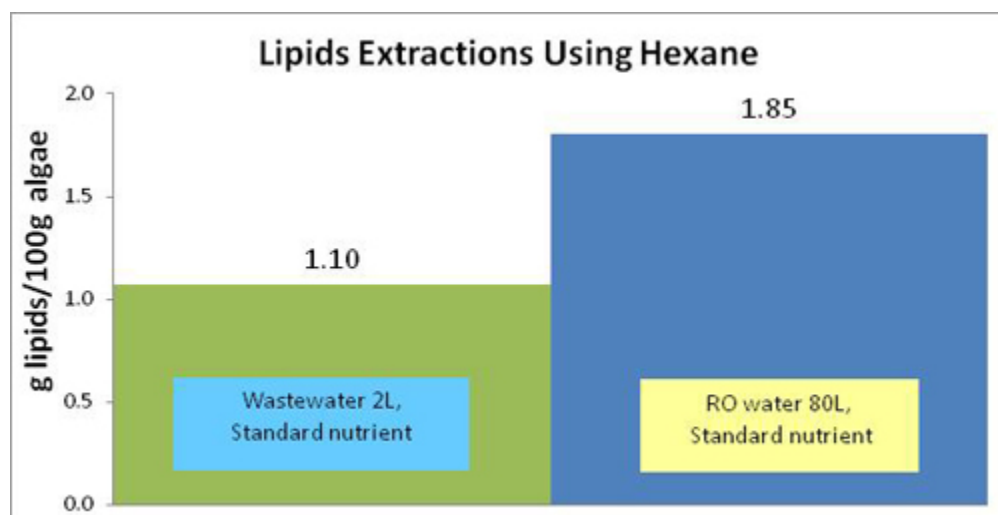 Lipids Extractions Using Hexane
g lipids/100g algae
2.0
1.5
1.0
0.5
0.0
1.10
1.85
Wastewater 2L,
Standard nutrient
RO water 80L,
Standard nutrient